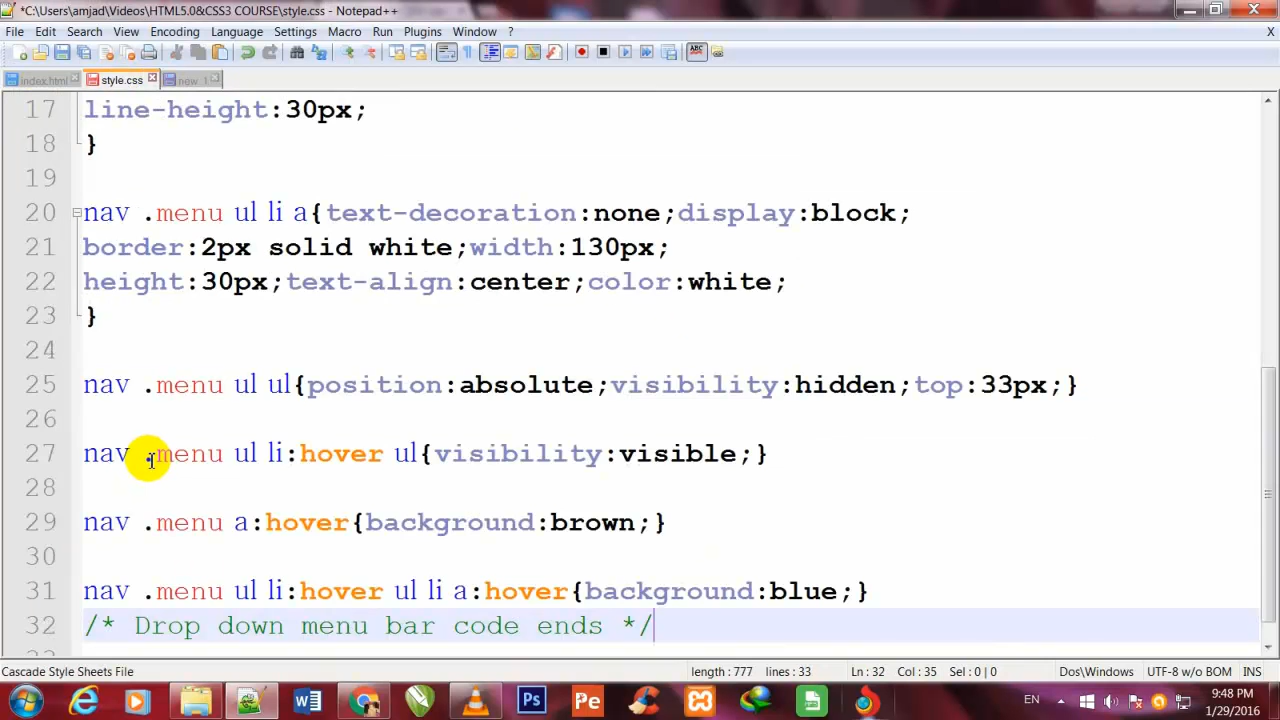 *C:\Users\amjad\Videos\HTML5.0&CSS3 COURSE\style.css - Notepad++
File Edit Search View Encoding Language Settings Macro Run Plugins Window ? X
index.html style.css new 1
17 line-height:30px;
18 }
19
20 nav .menu ul li a{text-decoration:none;display:block;
21 border:2px solid white;width:130px;
22 height:30px;text-align:center;color:white;
23 }
24
25 nav .menu ul ul{position:absolute;visibility:hidden;top:33px;}
26
27 nav .menu ul li:hover ul{visibility:visible;}
28
29 nav .menu a:hover{background:brown;}
30
31 nav .menu ul li:hover ul li a:hover{background:blue;}
32 /* Drop down menu bar code ends */
33
Cascade Style Sheets File length : 777 lines : 33 Ln : 32 Col : 35 Sel : 0 | 0 Dos\Windows UTF-8 w/o BOM INS
EN 9:48 PM
1/29/2016